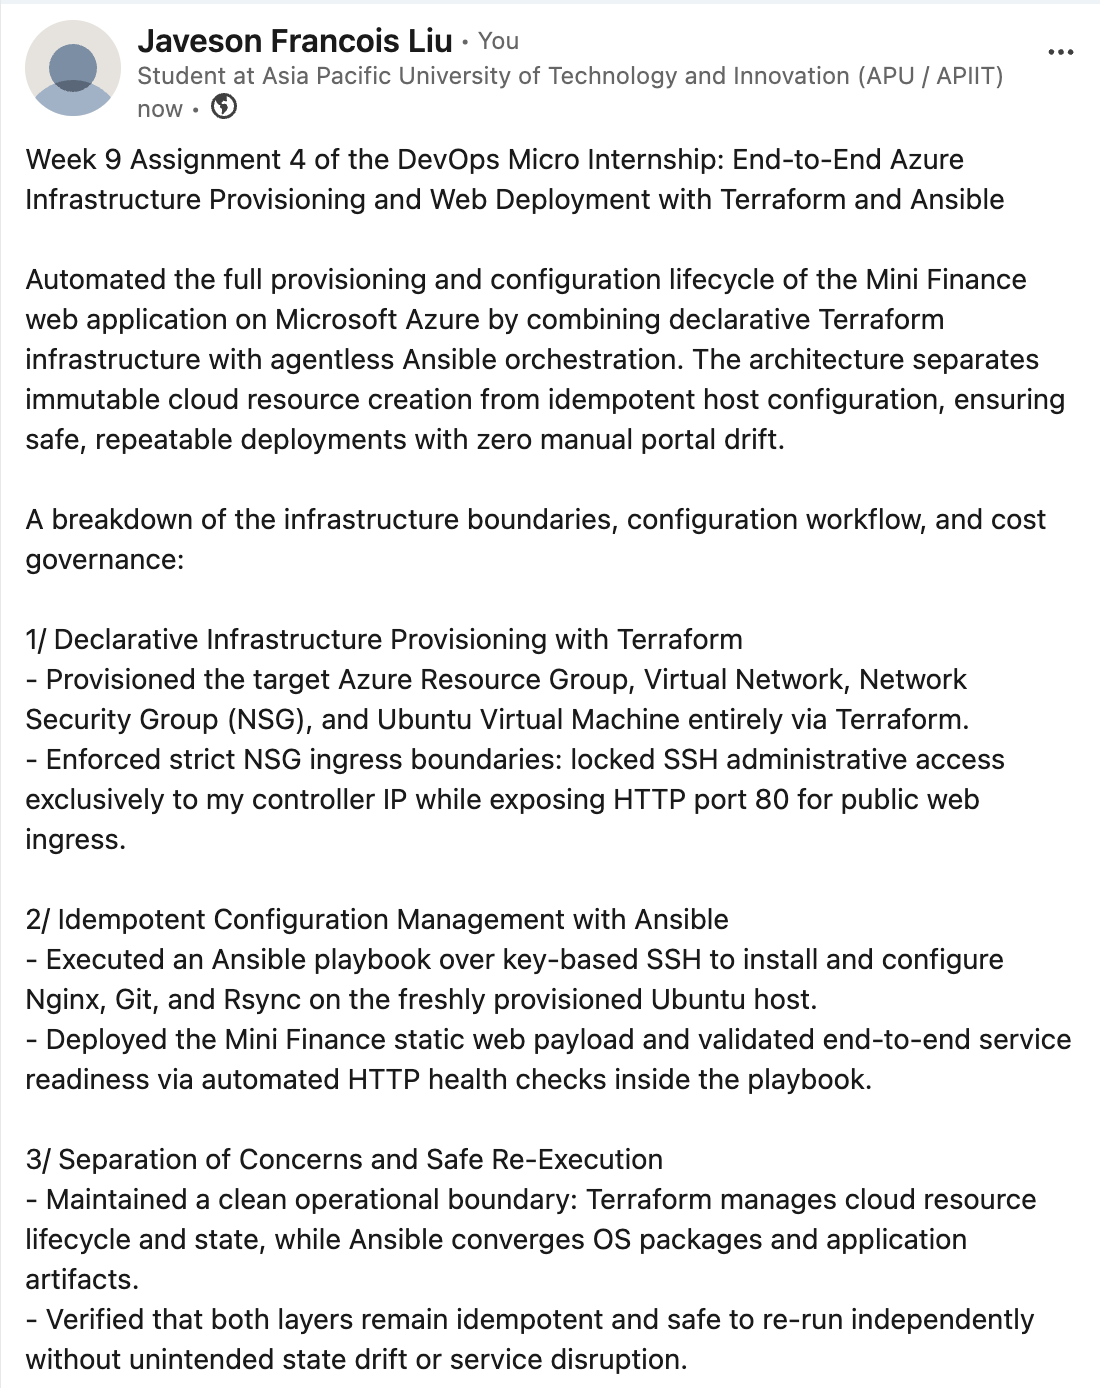 Javeson Francois Liu · You
Student at Asia Pacific University of Technology and Innovation (APU / APIIT)
now ·
Week 9 Assignment 4 of the DevOps Micro Internship: End-to-End Azure
Infrastructure Provisioning and Web Deployment with Terraform and Ansible
Automated the full provisioning and configuration lifecycle of the Mini Finance
web application on Microsoft Azure by combining declarative Terraform
infrastructure with agentless Ansible orchestration. The architecture separates
immutable cloud resource creation from idempotent host configuration, ensuring
safe, repeatable deployments with zero manual portal drift.
A breakdown of the infrastructure boundaries, configuration workflow, and cost
governance:
1/ Declarative Infrastructure Provisioning with Terraform
- Provisioned the target Azure Resource Group, Virtual Network, Network
Security Group (NSG), and Ubuntu Virtual Machine entirely via Terraform.
- Enforced strict NSG ingress boundaries: locked SSH administrative access
exclusively to my controller IP while exposing HTTP port 80 for public web
ingress.
2/ Idempotent Configuration Management with Ansible
- Executed an Ansible playbook over key-based SSH to install and configure
Nginx, Git, and Rsync on the freshly provisioned Ubuntu host.
- Deployed the Mini Finance static web payload and validated end-to-end service
readiness via automated HTTP health checks inside the playbook.
3/ Separation of Concerns and Safe Re-Execution
- Maintained a clean operational boundary: Terraform manages cloud resource
lifecycle and state, while Ansible converges OS packages and application
artifacts.
- Verified that both layers remain idempotent and safe to re-run independently
without unintended state drift or service disruption.